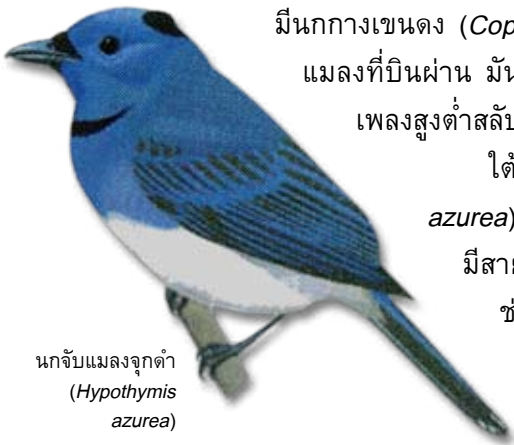 มีนกกางเขนดง (Cop
แมลงที่บินผ่าน มัน
เพลงสูงต่ำสลับ
ใต้
azurea)
มีสาย
ช่
นกจับแมลงจุกดำ
(Hypothymis
azurea)